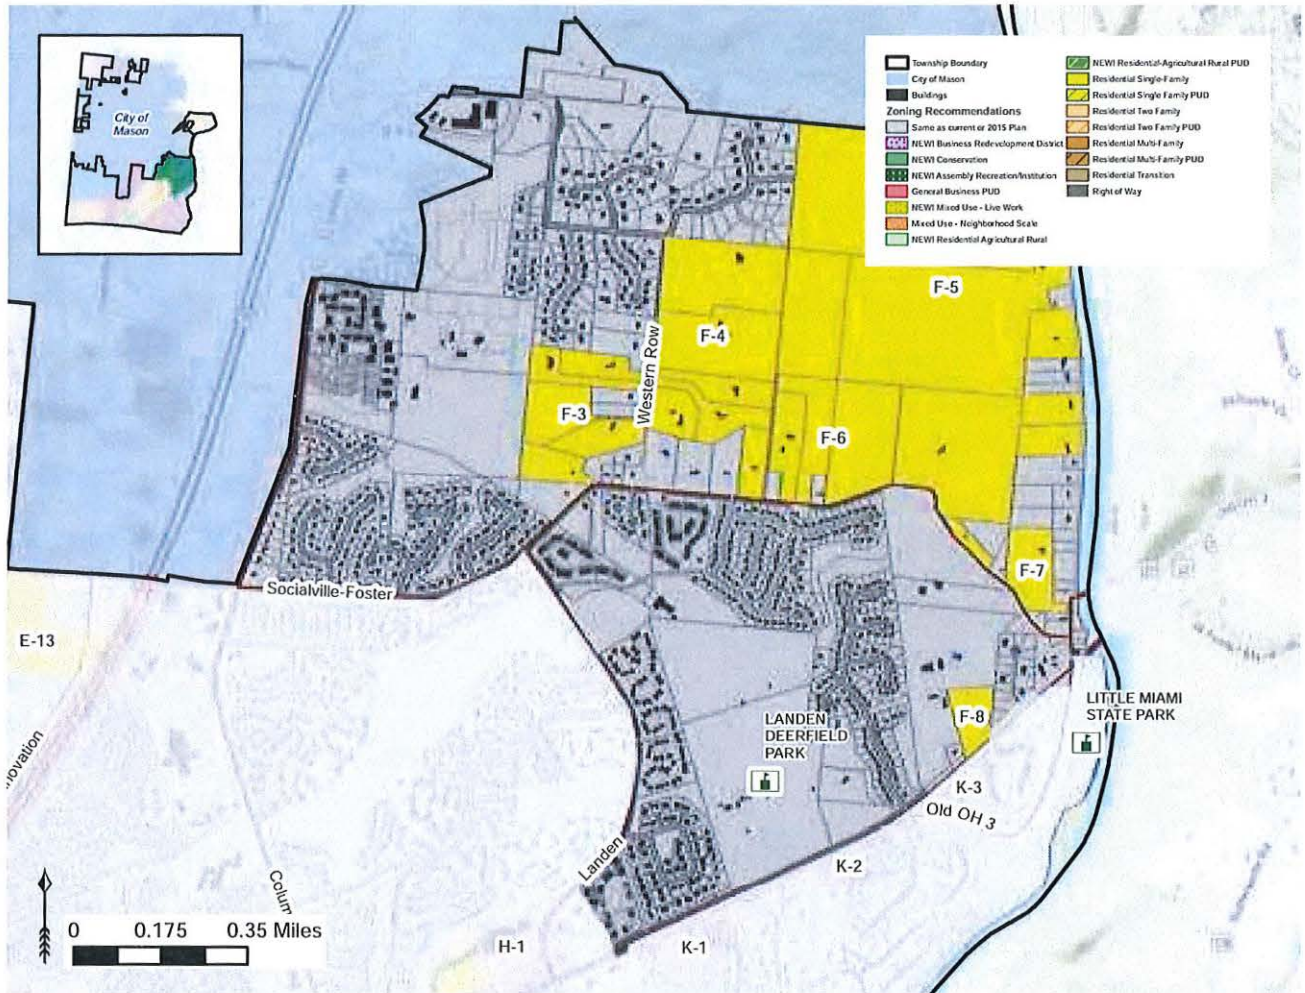 City of
Mason
Township Boundary
City of Mason
Buildings
Zoning Recommendations
Same as current or 2015 Plan
NEW! Business Redevelopment District
NEW! Conservation
NEW! Assembly Recreation/Institution
General Business PUD
NEW! Mixed Use - Live Work
Mixed Use - Neighborhood Scale
NEW! Residential Agricultural Rural
NEW! Residential-Agricultural Rural PUD
Residential Single-Family
Residential Single Family PUD
Residential Two Family
Residential Two Family PUD
Residential Multi-Family
Residential Multi-Family PUD
Residential Transition
Right of Way
F-5
F-4
Western Row
F-3
F-6
F-7
Socialville-Foster
E-13
F-8
LANDEN
DEERFIELD
PARK
LITTLE MIAMI
STATE PARK
K-3
Old OH 3
K-2
Landen
Colum
novation
H-1
K-1
0 0.175 0.35 Miles